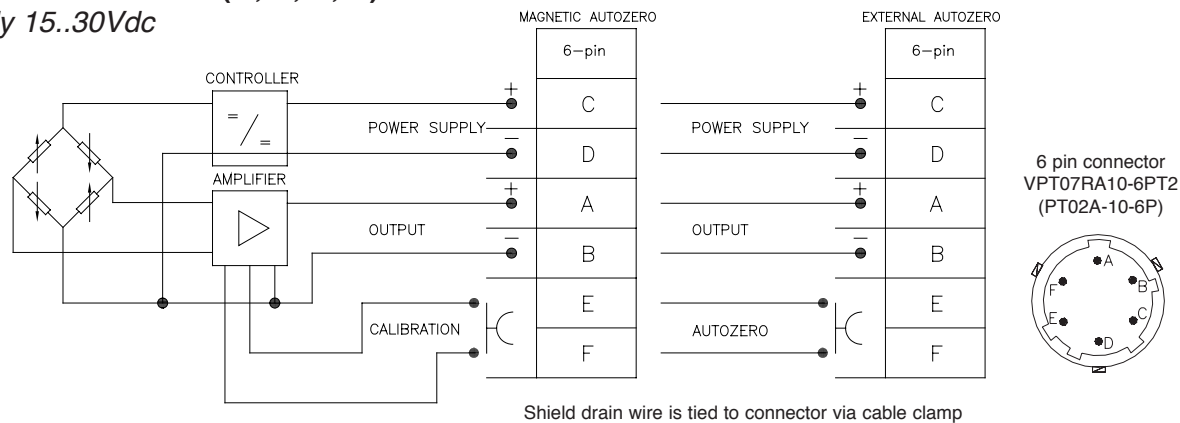 y 15..30Vdc
MAGNETIC AUTOZERO
EXTERNAL AUTOZERO
6-pin
6-pin
CONTROLLER
=
=
+
C
+
C
POWER SUPPLY
POWER SUPPLY
−
D
−
D
AMPLIFIER
+
A
+
A
OUTPUT
OUTPUT
−
B
−
B
E
E
CALIBRATION
AUTOZERO
F
F
6 pin connector
VPT07RA10-6PT2
(PT02A-10-6P)
A
B
F
C
E
D
Shield drain wire is tied to connector via cable clamp